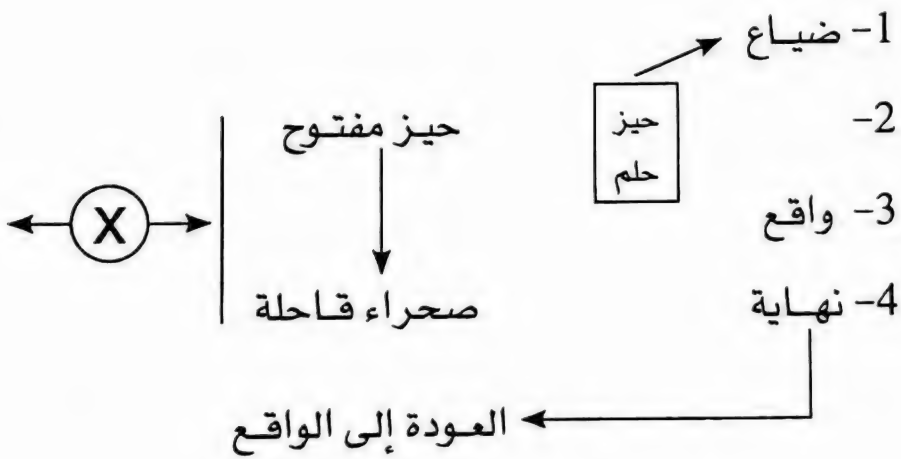 1- ضياع
حيز
حلم
2-
3- واقع
4- نهاية
حيز مفتوح
صحراء قاحلة
X
العودة إلى الواقع